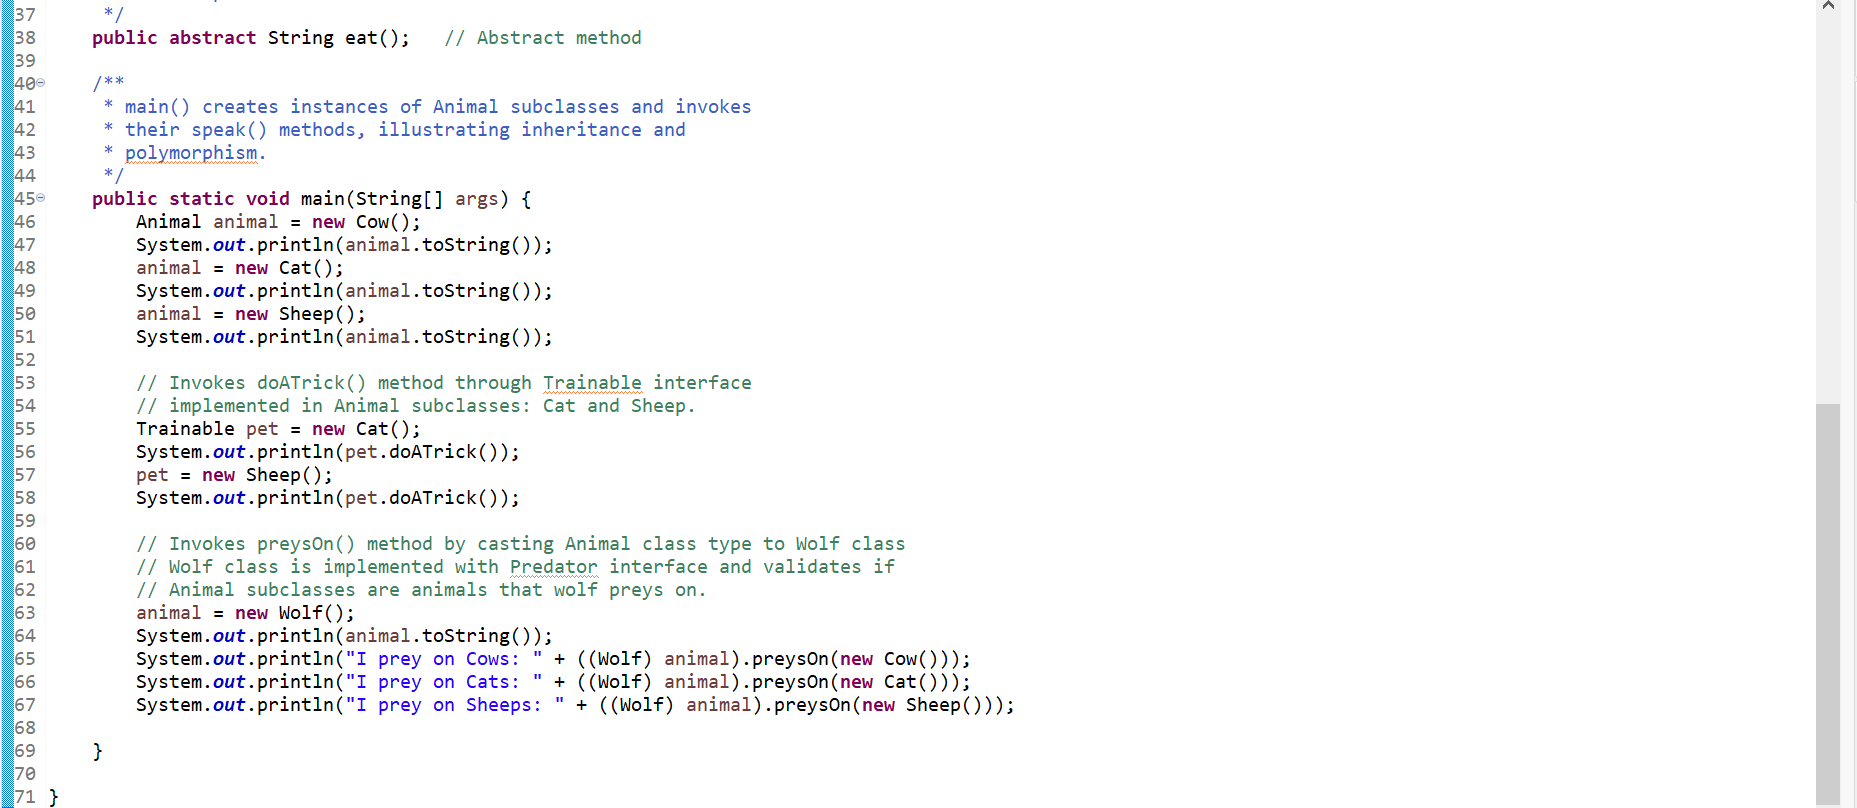 37      */
38     public abstract String eat();   // Abstract method
39
40     /**
41      * main() creates instances of Animal subclasses and invokes
42      * their speak() methods, illustrating inheritance and
43      * polymorphism.
44      */
45     public static void main(String[] args) {
46         Animal animal = new Cow();
47         System.out.println(animal.toString());
48         animal = new Cat();
49         System.out.println(animal.toString());
50         animal = new Sheep();
51         System.out.println(animal.toString());
52
53         // Invokes doATrick() method through Trainable interface
54         // implemented in Animal subclasses: Cat and Sheep.
55         Trainable pet = new Cat();
56         System.out.println(pet.doATrick());
57         pet = new Sheep();
58         System.out.println(pet.doATrick());
59
60         // Invokes preysOn() method by casting Animal class type to Wolf class
61         // Wolf class is implemented with Predator interface and validates if
62         // Animal subclasses are animals that wolf preys on.
63         animal = new Wolf();
64         System.out.println(animal.toString());
65         System.out.println("I prey on Cows: " + ((Wolf) animal).preysOn(new Cow()));
66         System.out.println("I prey on Cats: " + ((Wolf) animal).preysOn(new Cat()));
67         System.out.println("I prey on Sheeps: " + ((Wolf) animal).preysOn(new Sheep()));
68
69     }
70
71 }